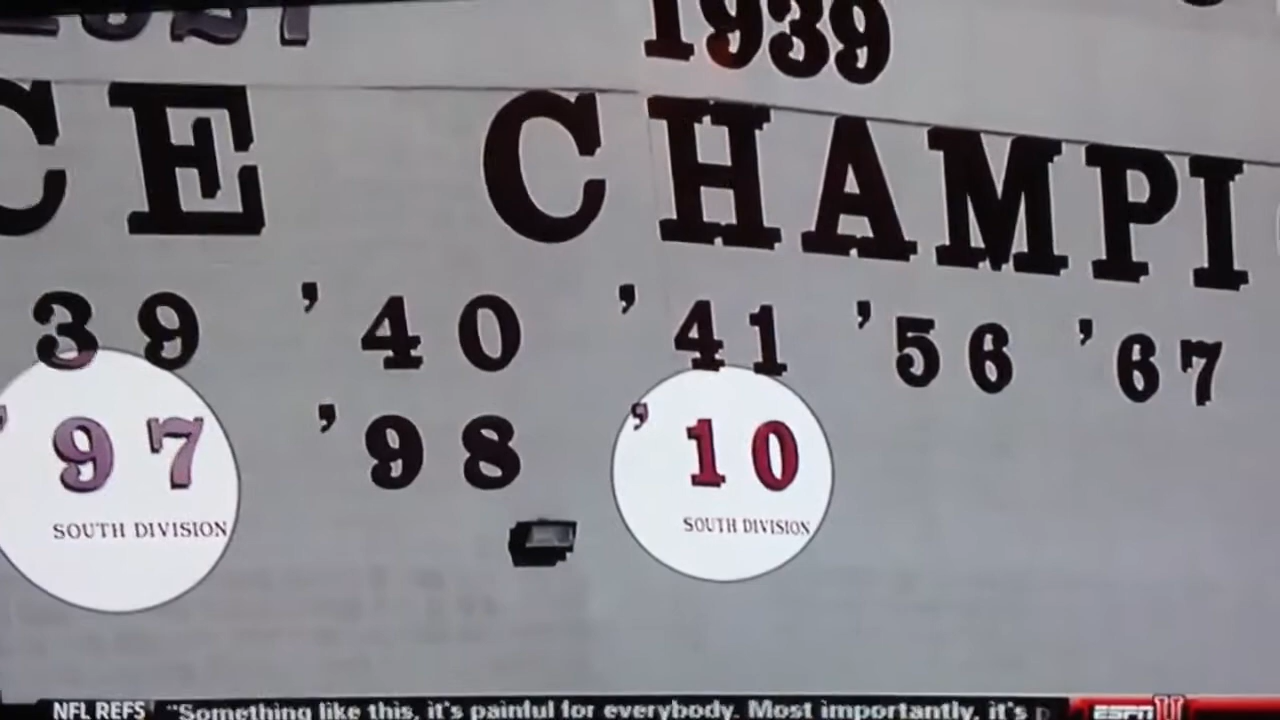 1939
CE CHAMPI
39 '40 '41 '56 '67
'97 '98 '10
SOUTH DIVISION SOUTH DIVISION
NFL REFS "Something like this, it's painful for everybody. Most importantly, it's
ESPN U